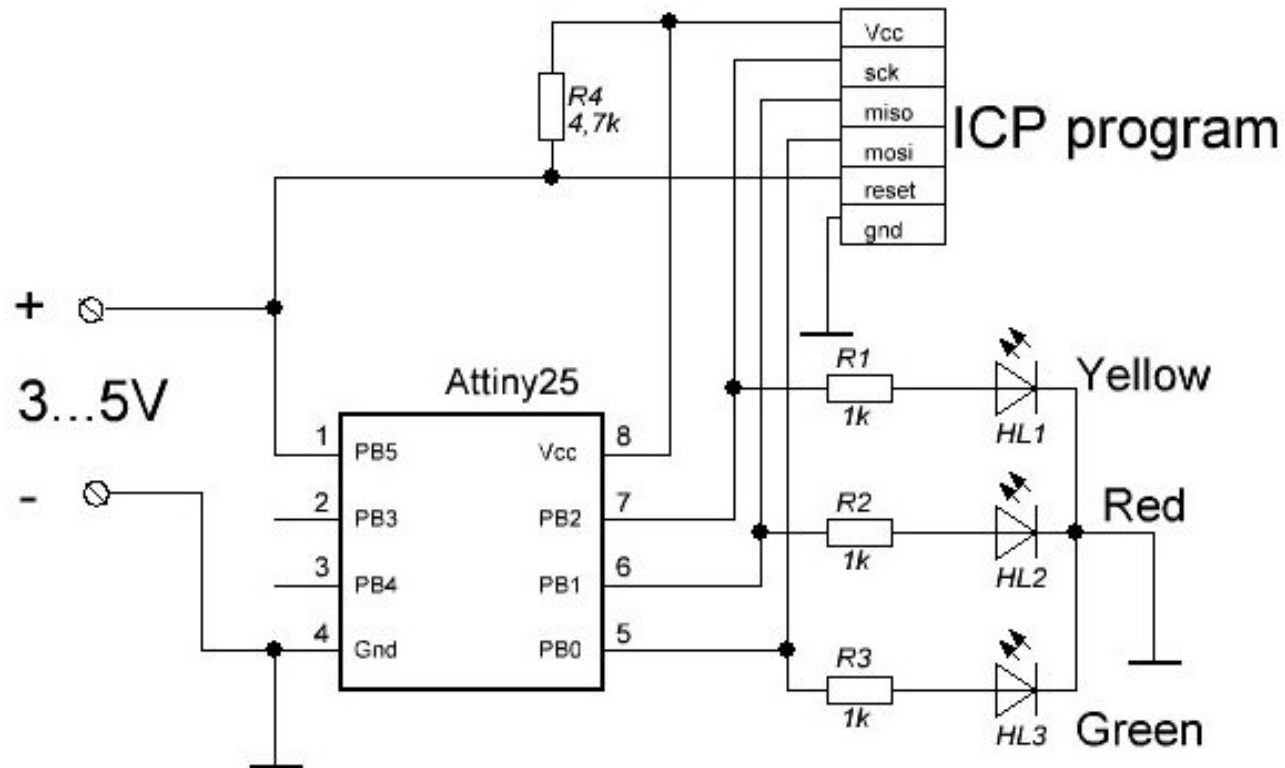 Vcc
sck
R4
4,7k
miso
ICP program
mosi
reset
gnd
+
3...5V
-
Attiny25
1 PB5 Vcc 8
2 PB3 PB2 7
3 PB4 PB1 6
4 Gnd PB0 5
R1
1k
HL1
Yellow
R2
1k
HL2
Red
R3
1k
HL3
Green